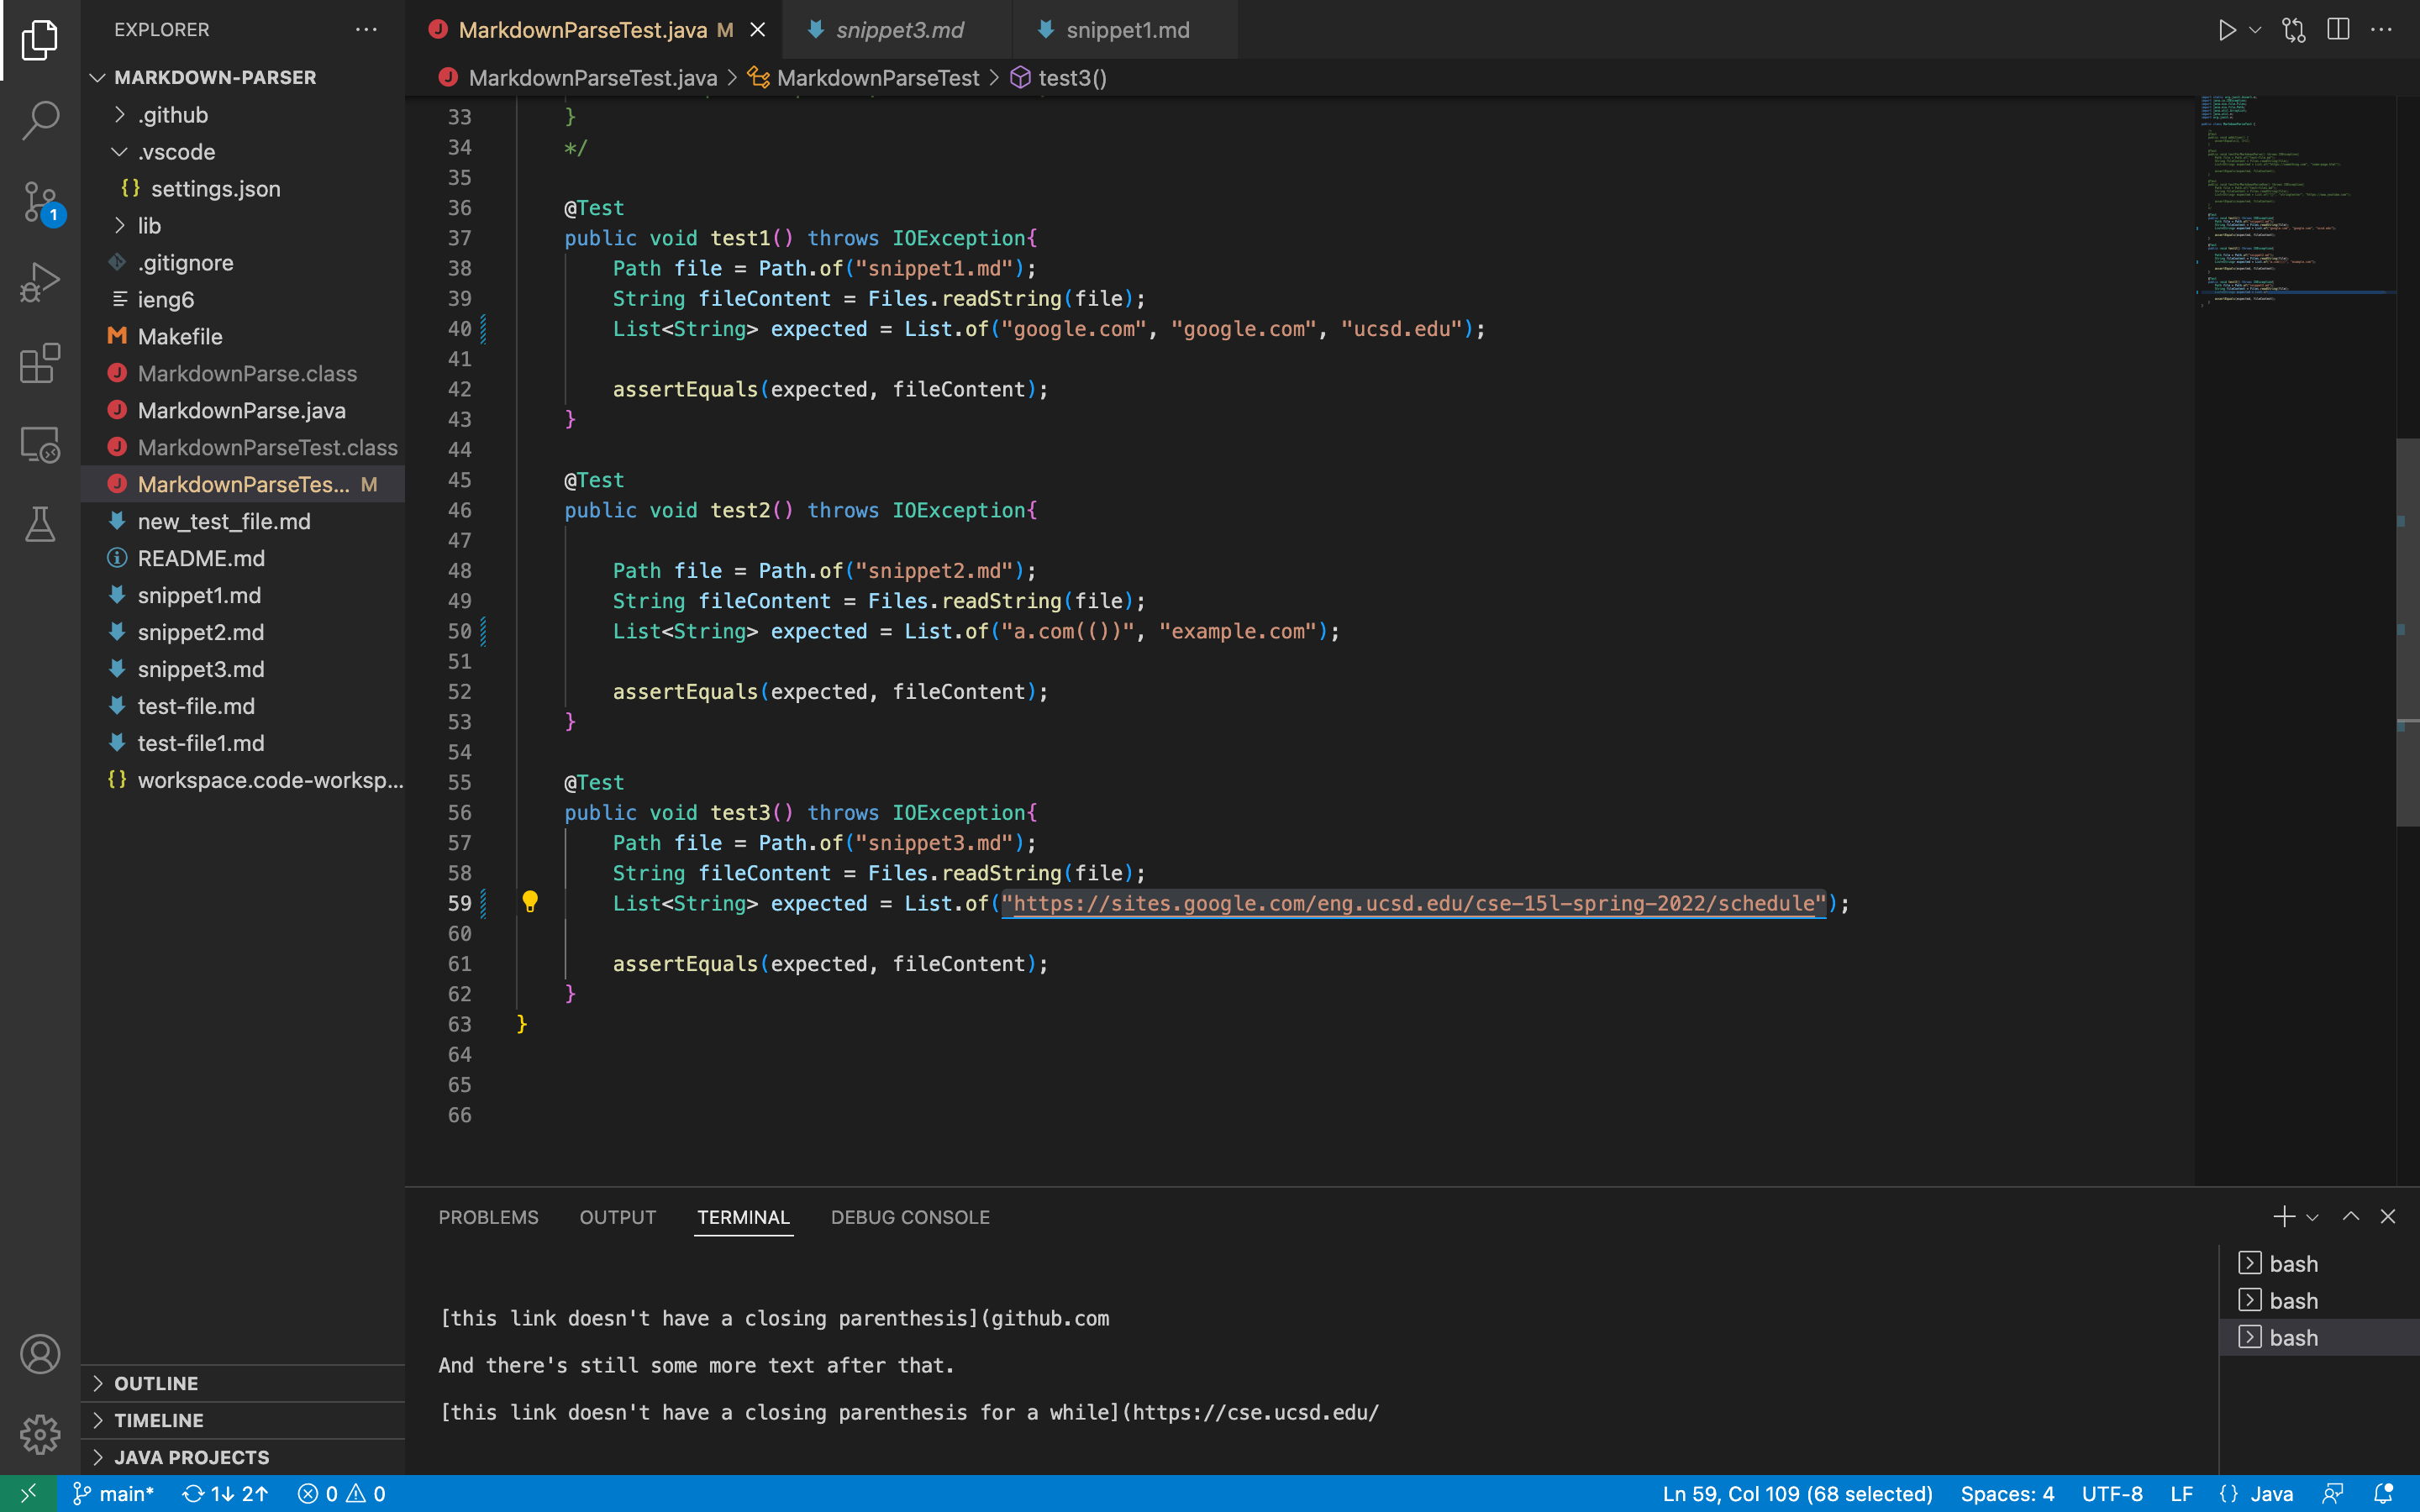 EXPLORER
MARKDOWN-PARSER
.github
.vscode
{} settings.json
lib
.gitignore
ieng6
M Makefile
J MarkdownParse.class
J MarkdownParse.java
J MarkdownParseTest.class
J MarkdownParseTes... M
new_test_file.md
README.md
snippet1.md
snippet2.md
snippet3.md
test-file.md
test-file1.md
{} workspace.code-worksp...
OUTLINE
TIMELINE
JAVA PROJECTS
1
J MarkdownParseTest.java M
snippet3.md
snippet1.md
J MarkdownParseTest.java > MarkdownParseTest > test3()
33 }
34 */
35
36 @Test
37 public void test1() throws IOException{
38 Path file = Path.of("snippet1.md");
39 String fileContent = Files.readString(file);
40 List<String> expected = List.of("google.com", "google.com", "ucsd.edu");
41
42 assertEquals(expected, fileContent);
43 }
44
45 @Test
46 public void test2() throws IOException{
47
48 Path file = Path.of("snippet2.md");
49 String fileContent = Files.readString(file);
50 List<String> expected = List.of("a.com(())", "example.com");
51
52 assertEquals(expected, fileContent);
53 }
54
55 @Test
56 public void test3() throws IOException{
57 Path file = Path.of("snippet3.md");
58 String fileContent = Files.readString(file);
59 List<String> expected = List.of("https://sites.google.com/eng.ucsd.edu/cse-15l-spring-2022/schedule");
60
61 assertEquals(expected, fileContent);
62 }
63 }
64
65
66
PROBLEMS OUTPUT TERMINAL DEBUG CONSOLE
[this link doesn't have a closing parenthesis](github.com
And there's still some more text after that.
[this link doesn't have a closing parenthesis for a while](https://cse.ucsd.edu/
bash
bash
bash
main* 1↓ 2↑ 0 0
Ln 59, Col 109 (68 selected) Spaces: 4 UTF-8 LF {} Java